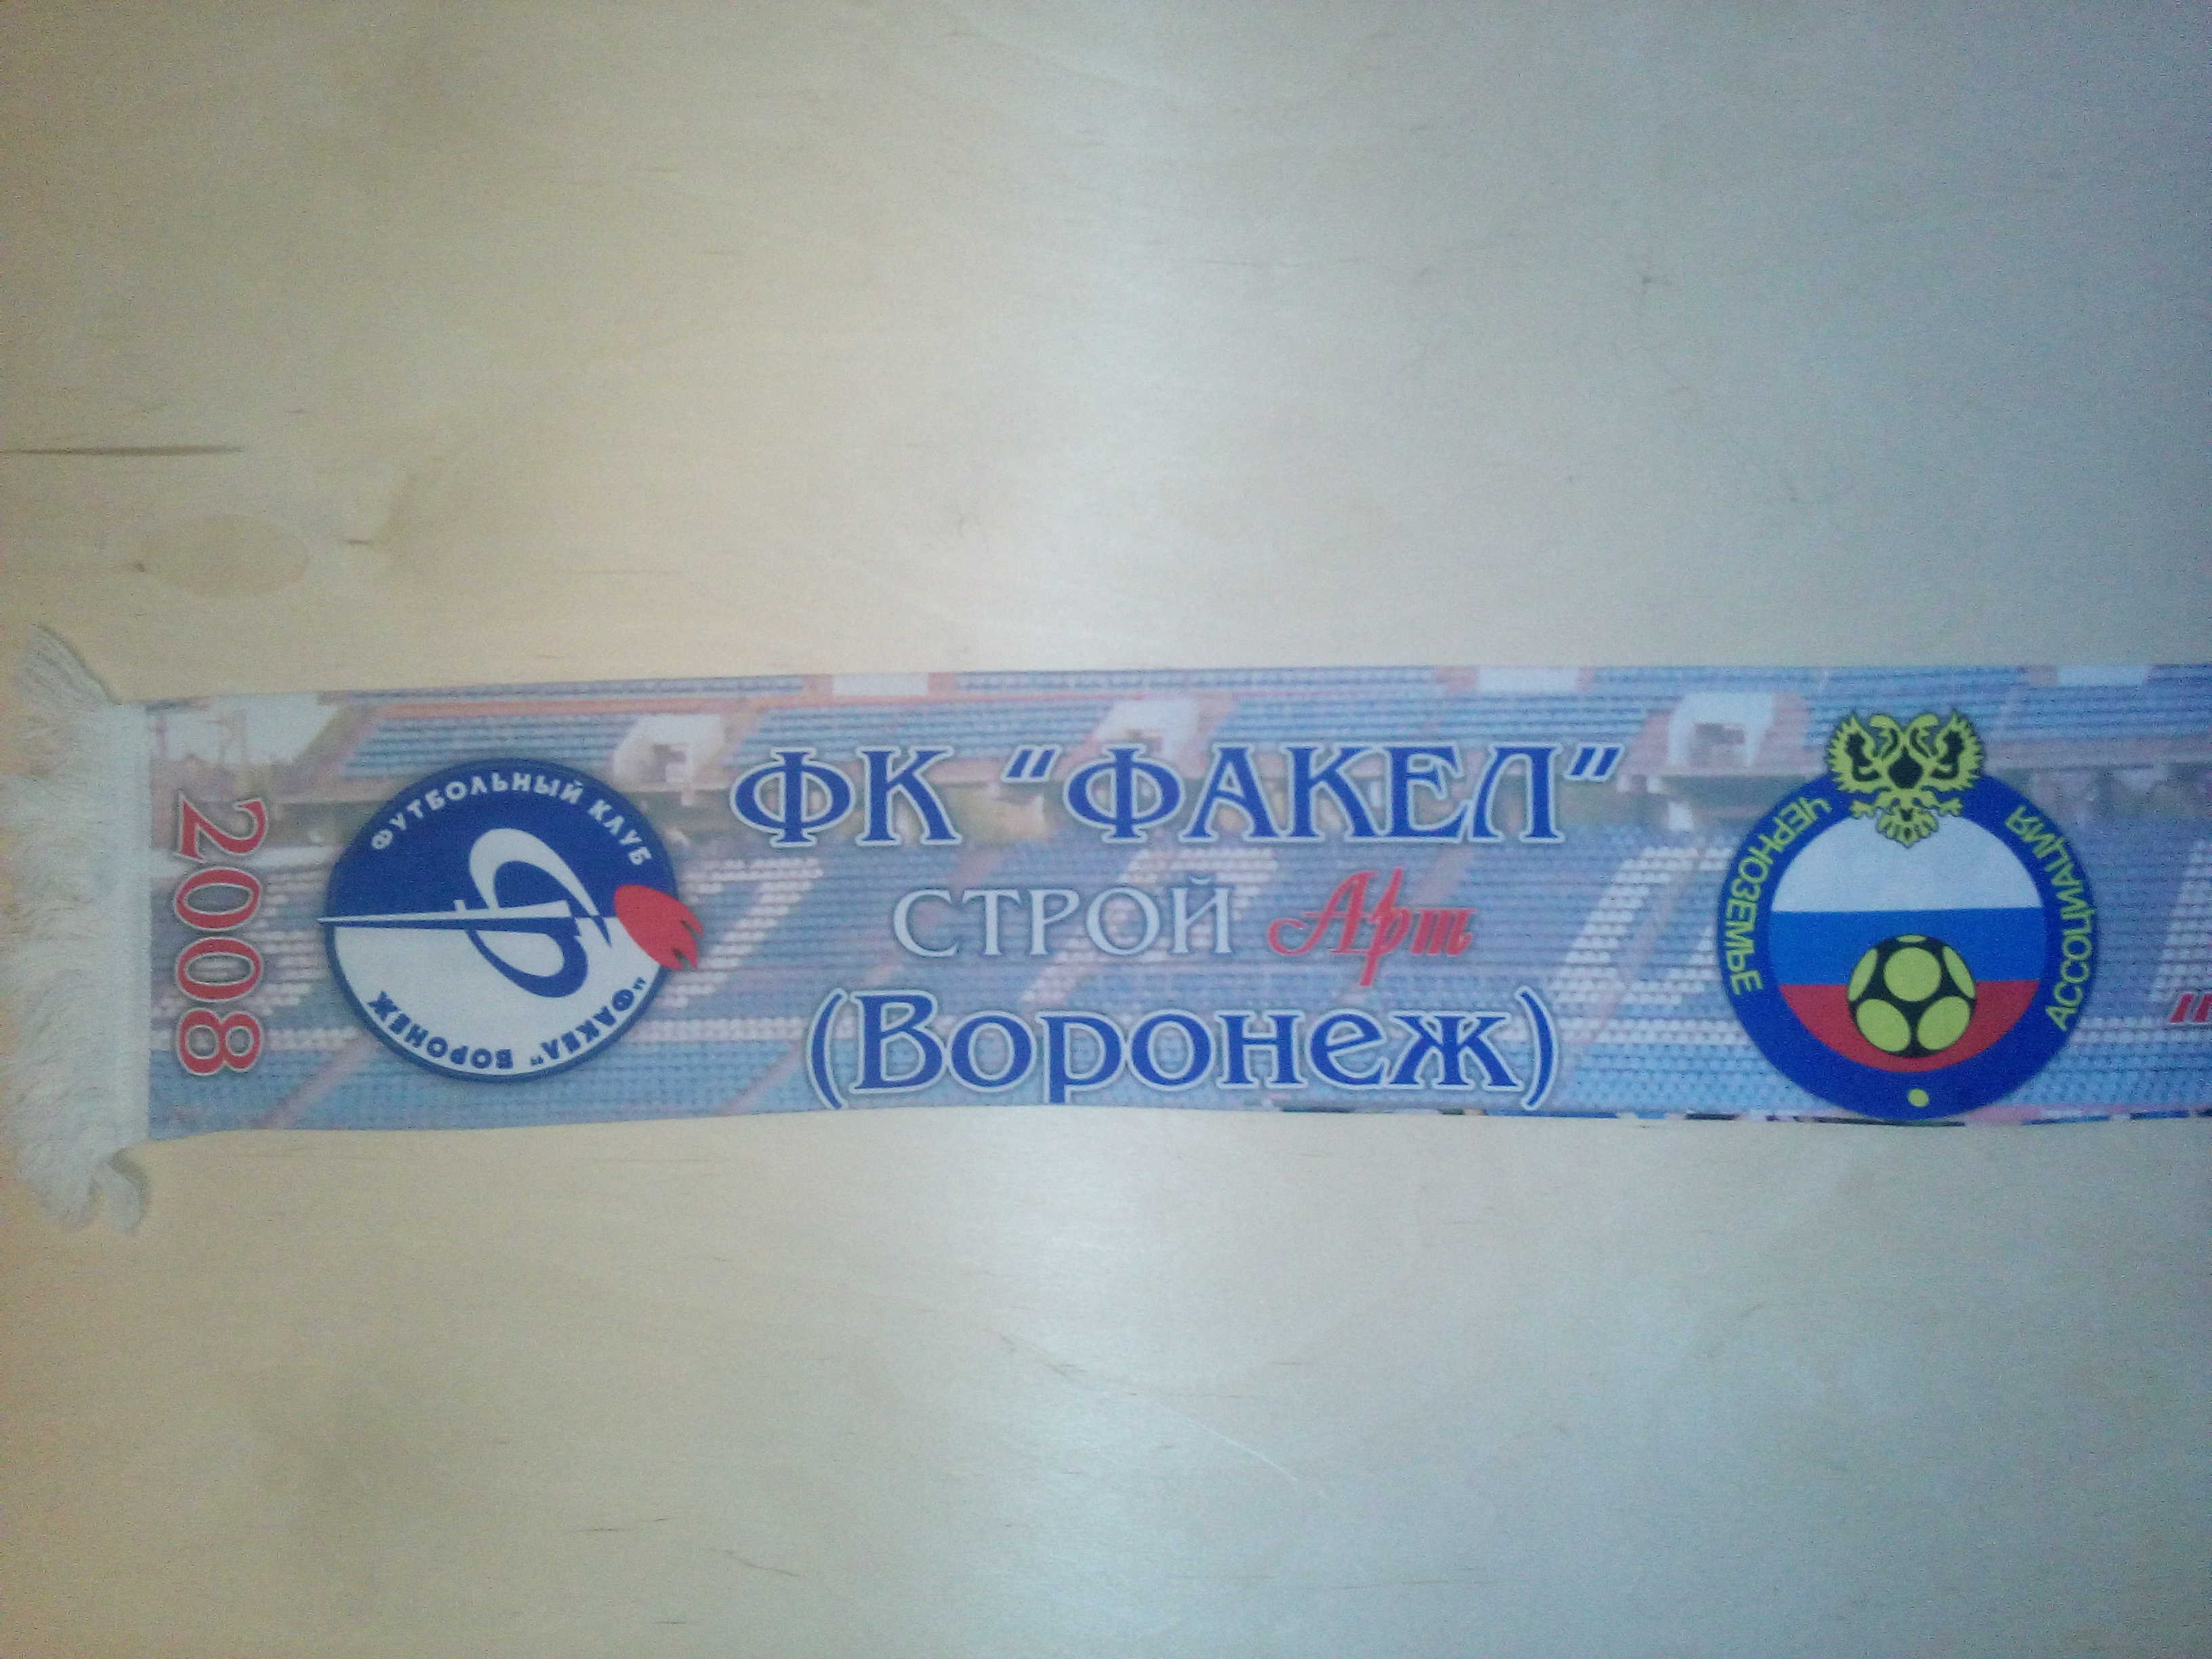 2008
ФУТБОЛЬНЫЙ КЛУБ
"ФАКЕЛ" ВОРОНЕЖ
ФК "ФАКЕЛ"
СТРОЙ Арт
(Воронеж)
АССОЦИАЦИЯ
ЧЕРНОЗЕМЬЕ